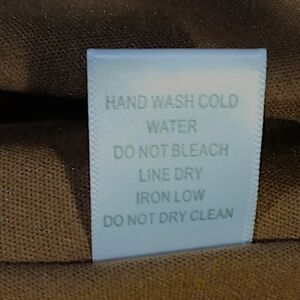 HAND WASH COLD
WATER
DO NOT BLEACH
LINE DRY
IRON LOW
DO NOT DRY CLEAN